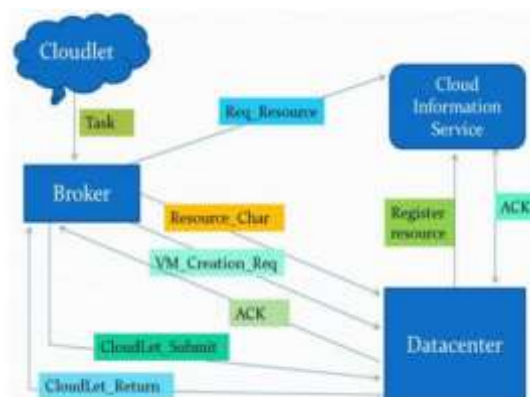 Cloudlet
Task
Req_Resource
Cloud
Information
Service
Broker
Resource_Char
Register
resource
ACK
VM_Creation_Req
ACK
CloudLet_Submit
Datacenter
CloudLet_Return